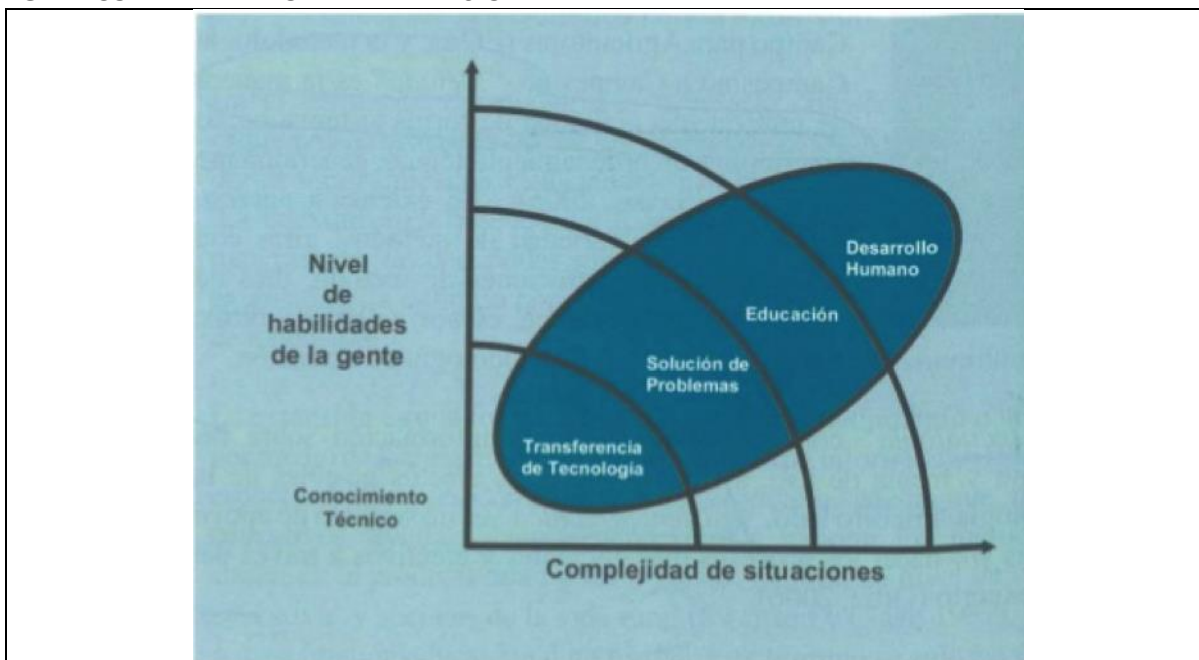 Nivel
de
habilidades
de la gente
Conocimiento
Técnico
Desarrollo
Humano
Educación
Solución de
Problemas
Transferencia
de Tecnología
Complejidad de situaciones